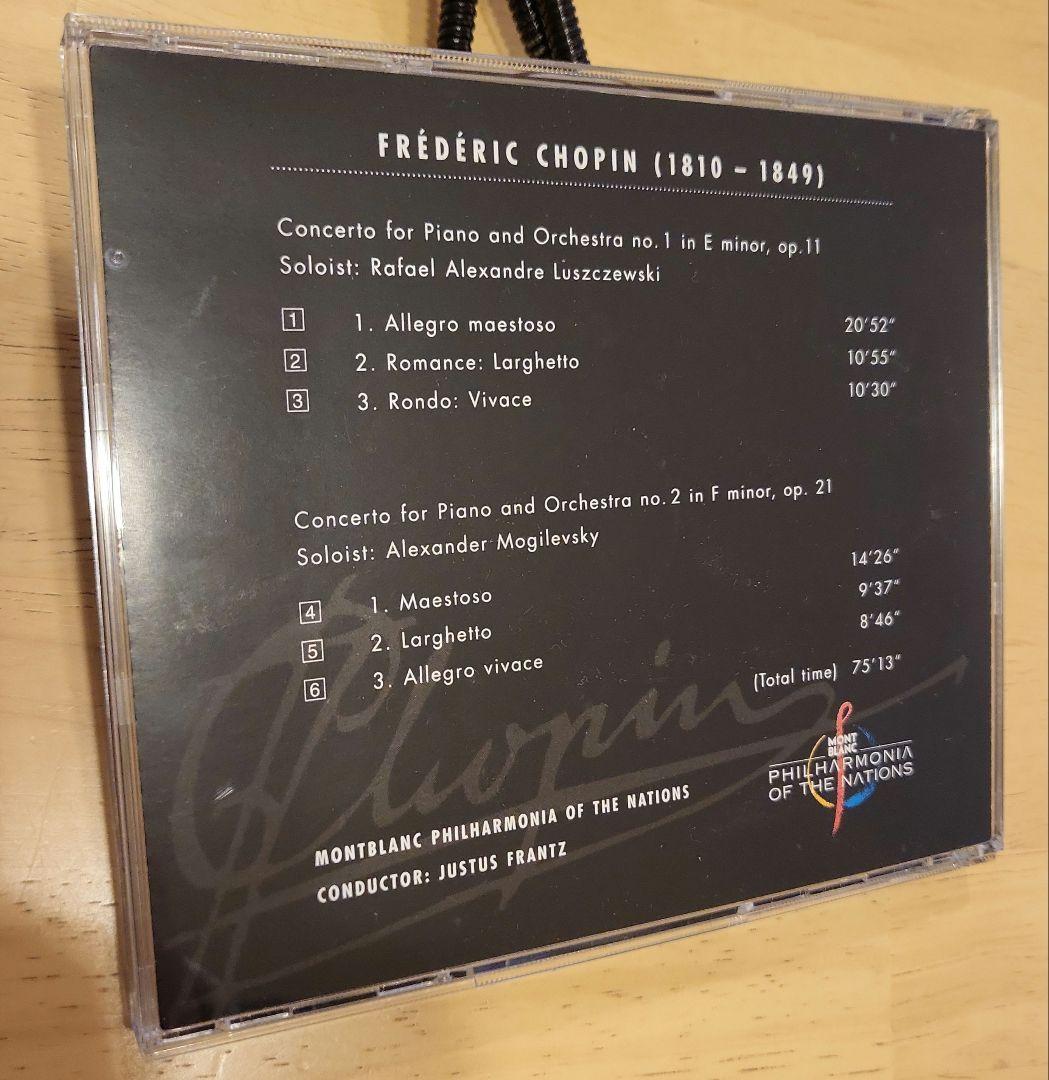 FRÉDÉRIC CHOPIN (1810 – 1849)
Concerto for Piano and Orchestra no. 1 in E minor, op. 11
Soloist: Rafael Alexandre Luszczewski
1 1. Allegro maestoso 20'52"
2 2. Romance: Larghetto 10'55"
3 3. Rondo: Vivace 10'30"
Concerto for Piano and Orchestra no. 2 in F minor, op. 21
Soloist: Alexander Mogilevsky
4 1. Maestoso 14'26"
5 2. Larghetto 9'37"
6 3. Allegro vivace 8'46"
(Total time) 75'13"
Chopin
MONT
BLANC
PHILHARMONIA
OF THE NATIONS
MONTBLANC PHILHARMONIA OF THE NATIONS
CONDUCTOR: JUSTUS FRANTZ